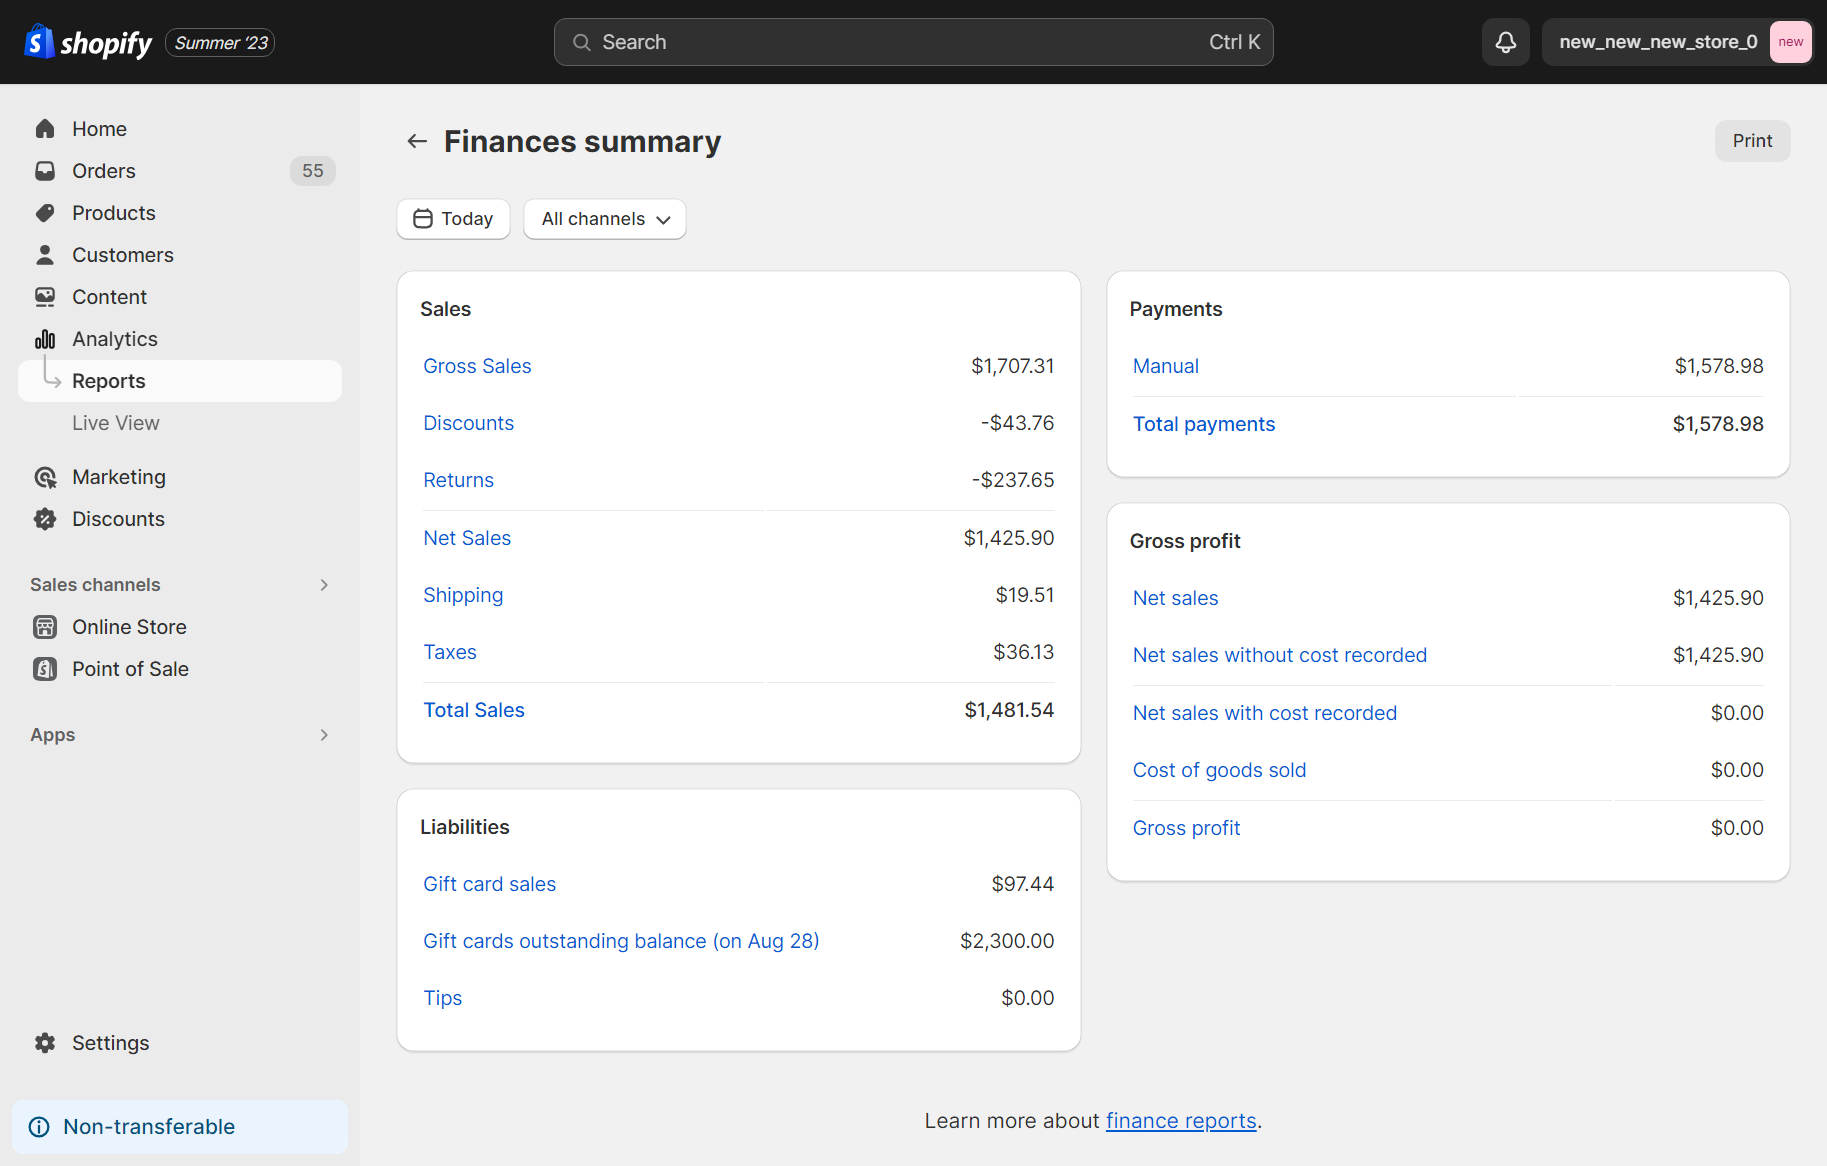 shopify Summer ‘23
Search Ctrl K
new_new_new_store_0 new
Home
Orders 55
Products
Customers
Content
Analytics
Reports
Live View
Marketing
Discounts
Sales channels
Online Store
Point of Sale
Apps
Settings
Non-transferable
Finances summary
Print
Today All channels
Sales
Gross Sales $1,707.31
Discounts -$43.76
Returns -$237.65
Net Sales $1,425.90
Shipping $19.51
Taxes $36.13
Total Sales $1,481.54
Liabilities
Gift card sales $97.44
Gift cards outstanding balance (on Aug 28) $2,300.00
Tips $0.00
Payments
Manual $1,578.98
Total payments $1,578.98
Gross profit
Net sales $1,425.90
Net sales without cost recorded $1,425.90
Net sales with cost recorded $0.00
Cost of goods sold $0.00
Gross profit $0.00
Learn more about finance reports.